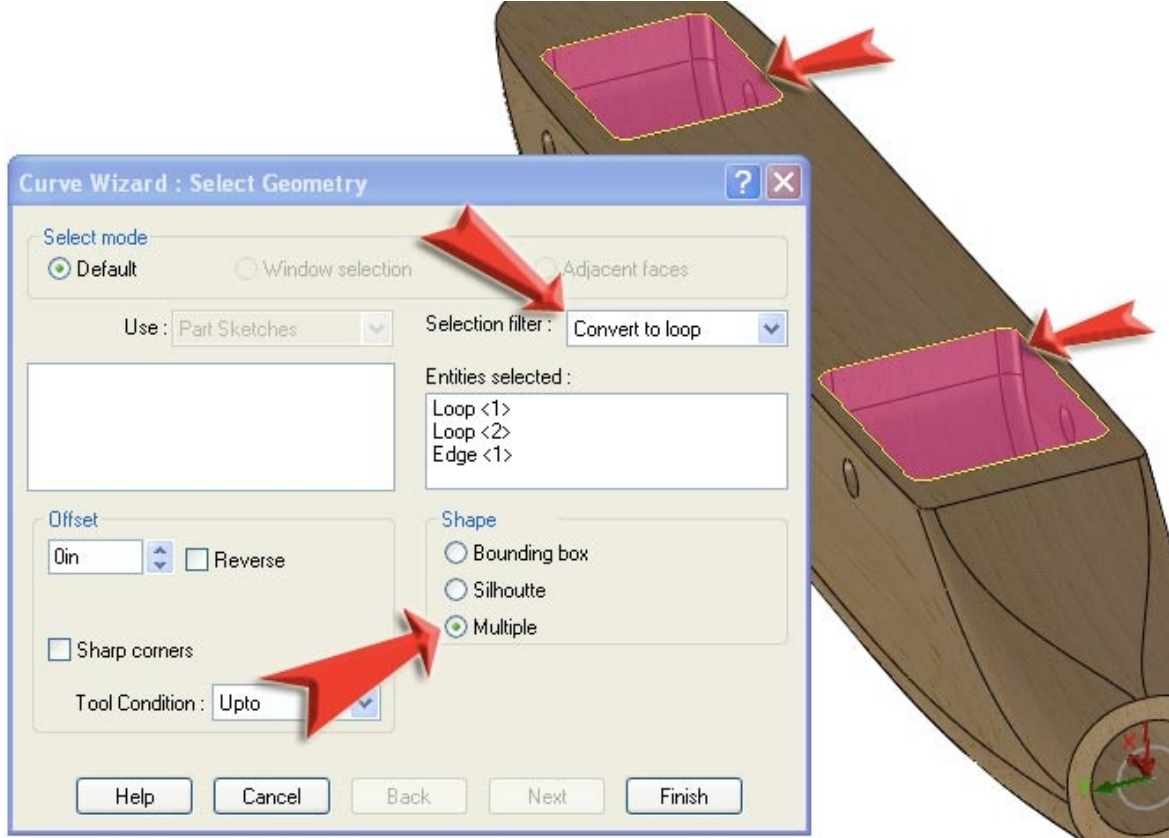 Curve Wizard : Select Geometry
Select mode
Default Window selection Adjacent faces
Use : Part Sketches Selection filter : Convert to loop
Entities selected :
Loop <1>
Loop <2>
Edge <1>
Offset
0in Reverse
Sharp corners
Tool Condition : Upto
Shape
Bounding box
Silhoutte
Multiple
Help Cancel Back Next Finish
X
Y